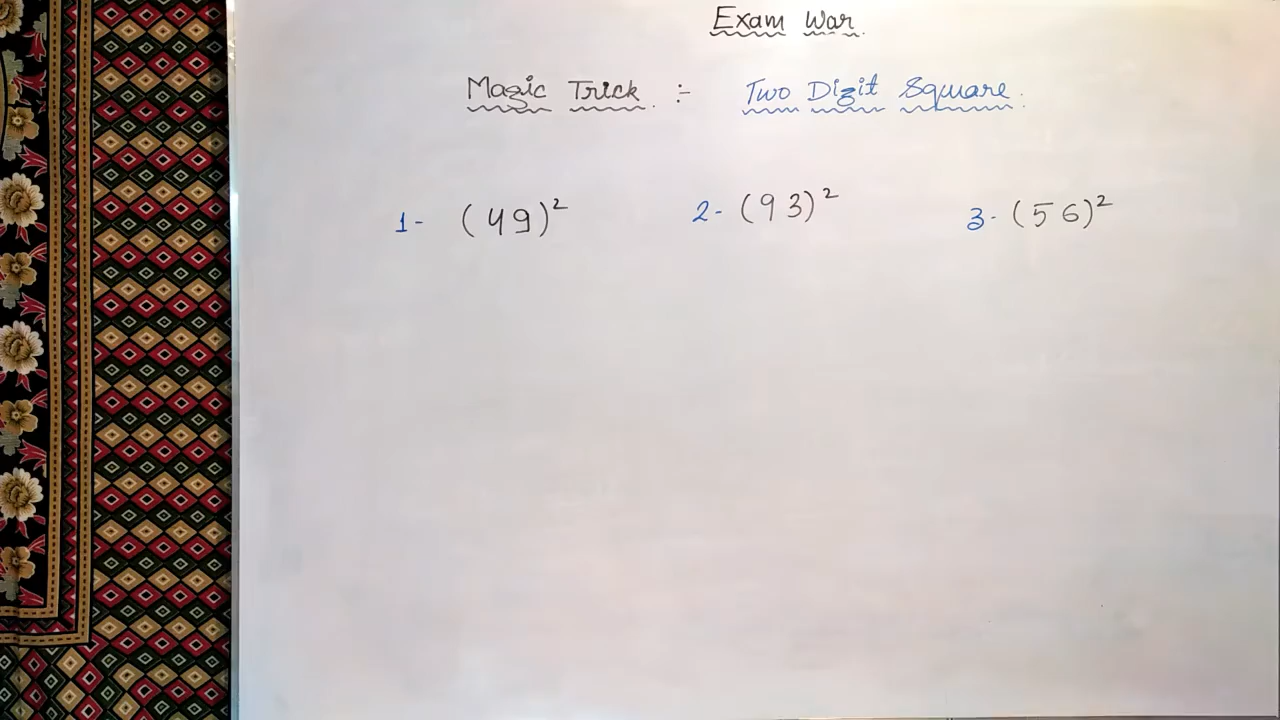 Exam War.
Magic Trick. :- Two Digit Square.
1- (49)² 2- (93)² 3- (56)²